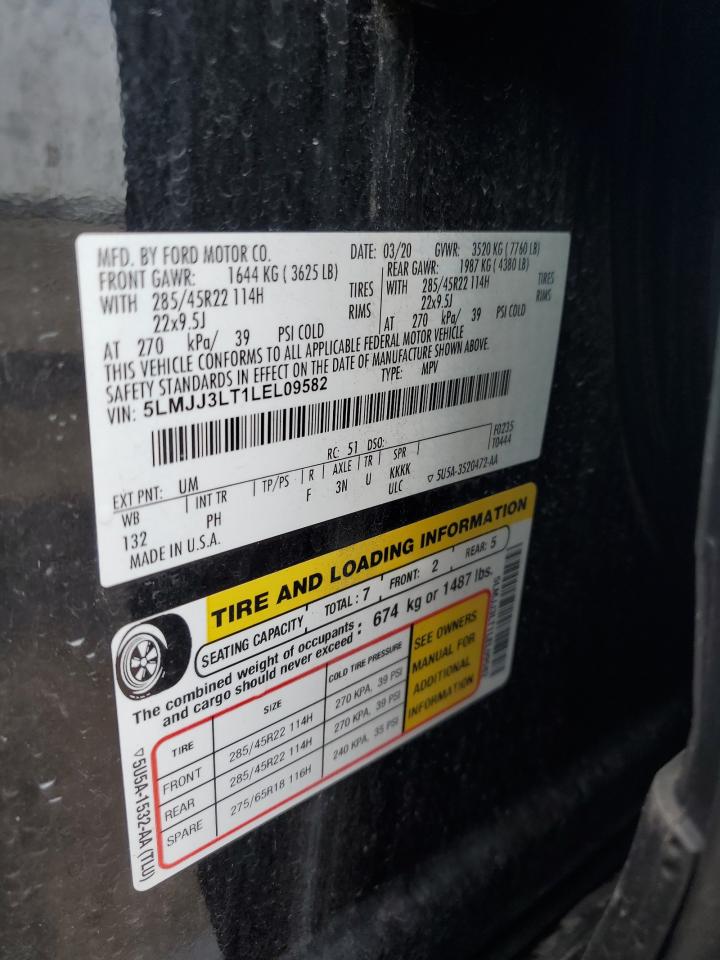 MFD. BY FORD MOTOR CO.
DATE: 03/20 GVWR: 3520 KG ( 7760 LB)
FRONT GAWR: 1644 KG ( 3625 LB)
REAR GAWR: 1987 KG ( 4380 LB)
WITH 285/45R22 114H TIRES
WITH 285/45R22 114H TIRES
22x9.5J RIMS
22x9.5J RIMS
AT 270 kPa/ 39 PSI COLD
AT 270 kPa/ 39 PSI COLD
THIS VEHICLE CONFORMS TO ALL APPLICABLE FEDERAL MOTOR VEHICLE
SAFETY STANDARDS IN EFFECT ON THE DATE OF MANUFACTURE SHOWN ABOVE.
VIN: 5LMJJ3LT1LEL09582 TYPE: MPV
F0235
T0444
EXT PNT: UM RC: 51 DSO:
WB INT TR TP/PS R AXLE TR SPR
132 PH F 3N U KKKK
ULC
▽5U5A-3520472-AA
MADE IN U.S.A.
TIRE AND LOADING INFORMATION
SEATING CAPACITY TOTAL: 7 FRONT: 2 REAR: 5
The combined weight of occupants
and cargo should never exceed : 674 kg or 1487 lbs.
TIRE SIZE COLD TIRE PRESSURE
FRONT 285/45R22 114H 270 KPA, 39 PSI
REAR 285/45R22 114H 270 KPA, 39 PSI
SPARE 275/65R18 116H 240 KPA, 35 PSI
SEE OWNERS
MANUAL FOR
ADDITIONAL
INFORMATION
▽5U5A-1532-AA (TLU)